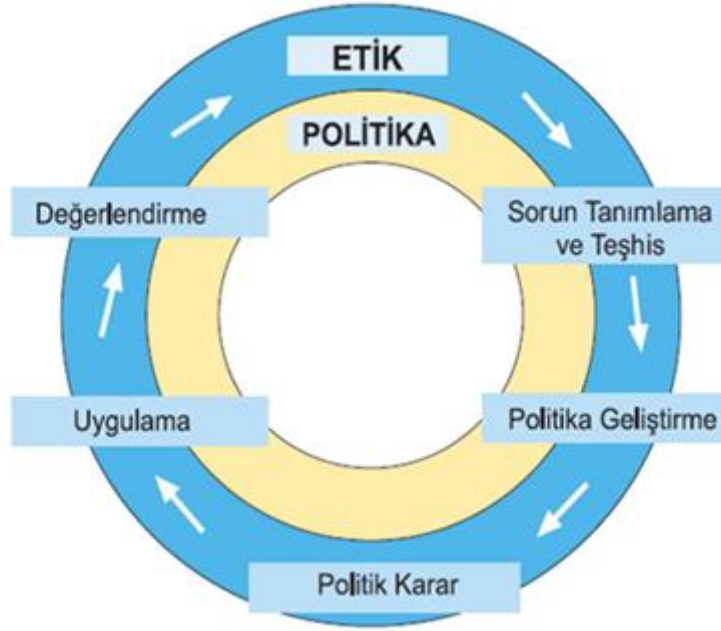 ETİK
POLİTİKA
Değerlendirme
Sorun Tanımlama
ve Teşhis
Uygulama
Politika Geliştirme
Politik Karar